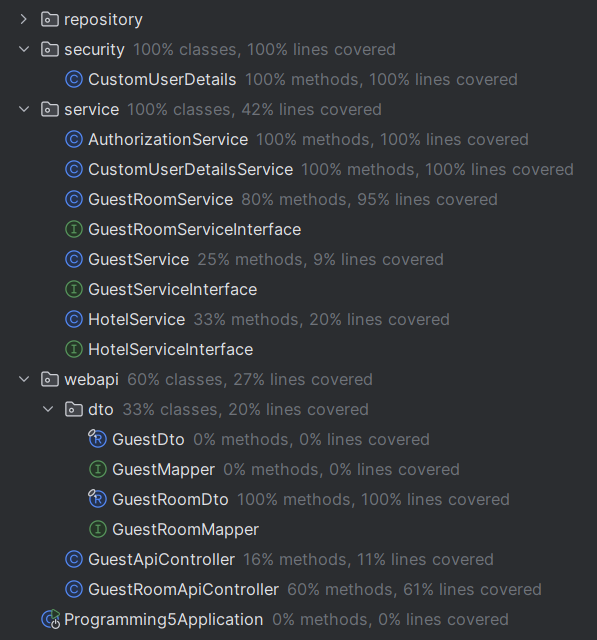 repository
security 100% classes, 100% lines covered
CustomUserDetails 100% methods, 100% lines covered
service 100% classes, 42% lines covered
AuthorizationService 100% methods, 100% lines covered
CustomUserDetailsService 100% methods, 100% lines covered
GuestRoomService 80% methods, 95% lines covered
GuestRoomServiceInterface
GuestService 25% methods, 9% lines covered
GuestServiceInterface
HotelService 33% methods, 20% lines covered
HotelServiceInterface
webapi 60% classes, 27% lines covered
dto 33% classes, 20% lines covered
GuestDto 0% methods, 0% lines covered
GuestMapper 0% methods, 0% lines covered
GuestRoomDto 100% methods, 100% lines covered
GuestRoomMapper
GuestApiController 16% methods, 11% lines covered
GuestRoomApiController 60% methods, 61% lines covered
Programming5Application 0% methods, 0% lines covered